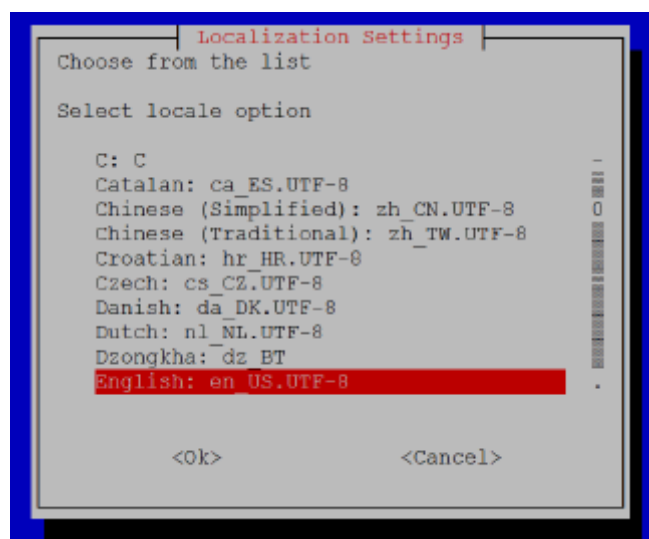 Localization Settings
Choose from the list
Select locale option
C: C
Catalan: ca_ES.UTF-8
Chinese (Simplified): zh_CN.UTF-8
Chinese (Traditional): zh_TW.UTF-8
Croatian: hr_HR.UTF-8
Czech: cs_CZ.UTF-8
Danish: da_DK.UTF-8
Dutch: nl_NL.UTF-8
Dzongkha: dz_BT
English: en_US.UTF-8
<Ok> <Cancel>